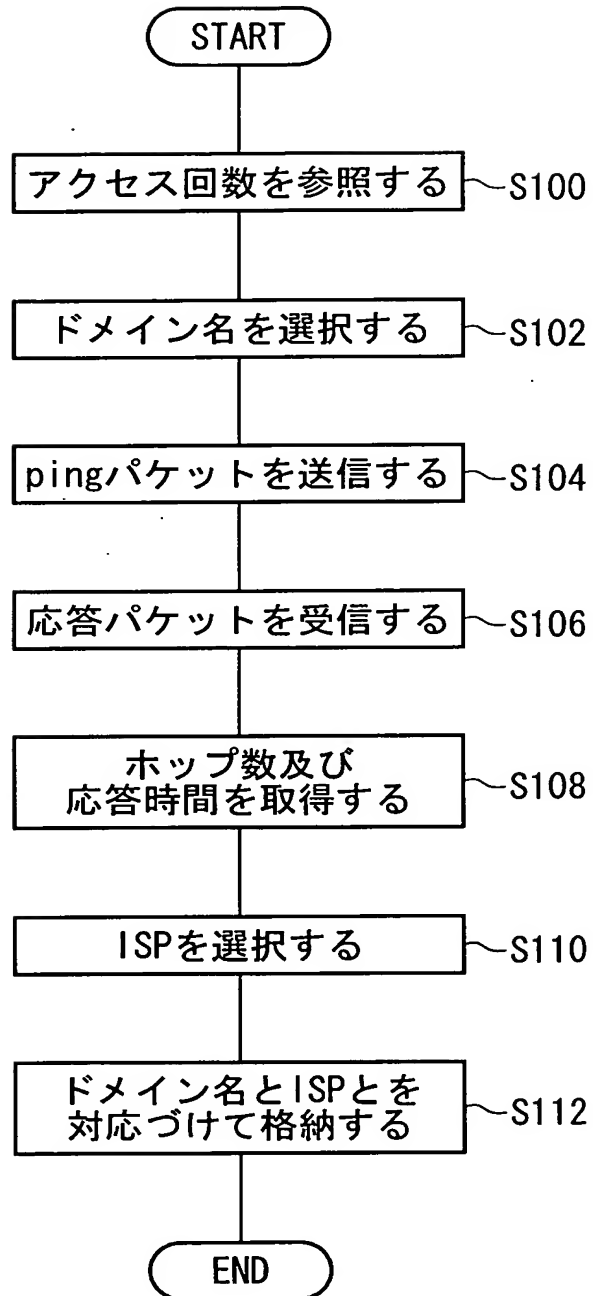 START
アクセス回数を参照する S100
ドメイン名を選択する S102
pingパケットを送信する S104
応答パケットを受信する S106
ホップ数及び
応答時間を取得する S108
ISPを選択する S110
ドメイン名とISPとを
対応づけて格納する S112
END